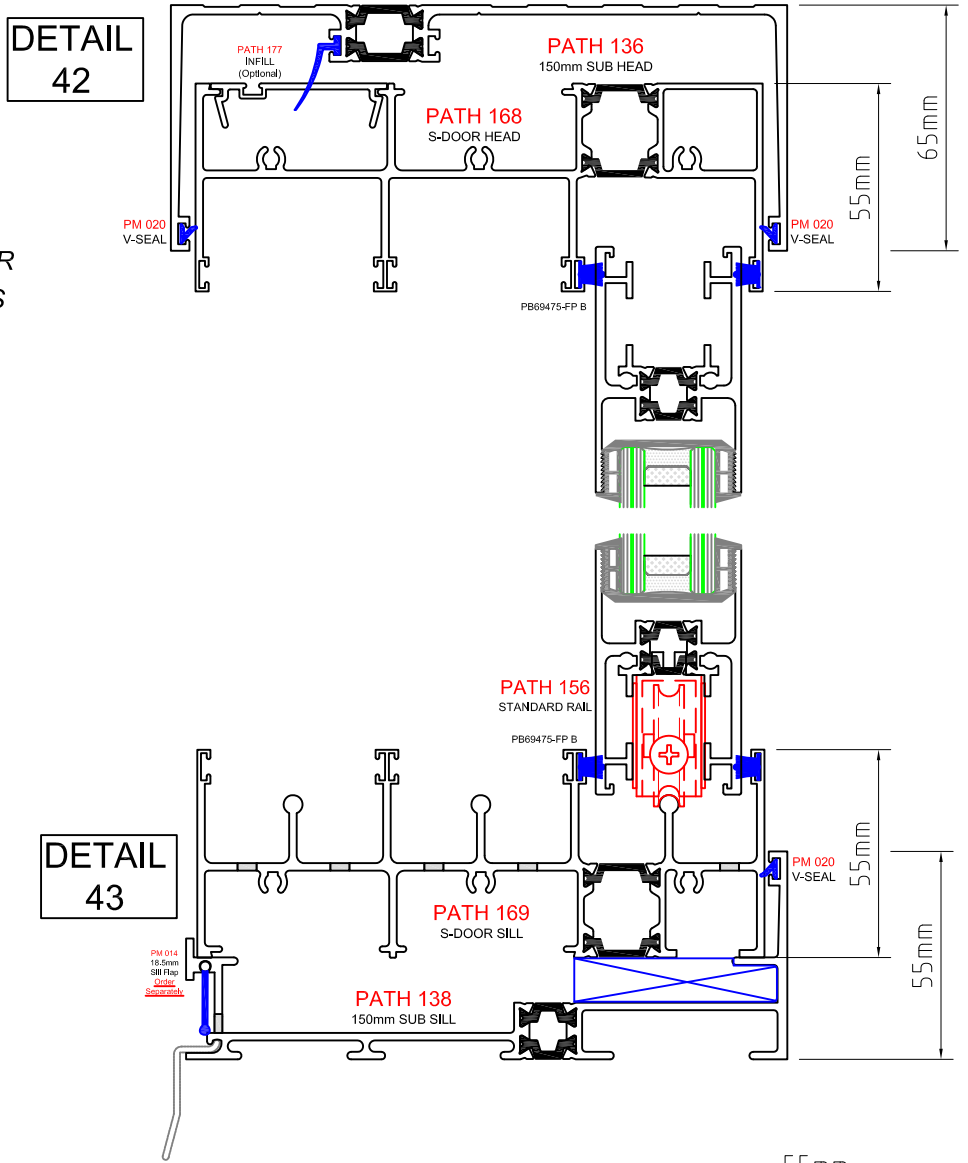 DETAIL
42
PATH 177
INFILL
(Optional)
PATH 136
150mm SUB HEAD
PATH 168
S-DOOR HEAD
65mm
55mm
PM 020
V-SEAL
PM 020
V-SEAL
R
S
PB69475-FP B
PATH 156
STANDARD RAIL
PB69475-FP B
DETAIL
43
PM 020
V-SEAL
55mm
PATH 169
S-DOOR SILL
PM 014
18.5mm
Sill Flap
Order
Separately
PATH 138
150mm SUB SILL
55mm
55mm